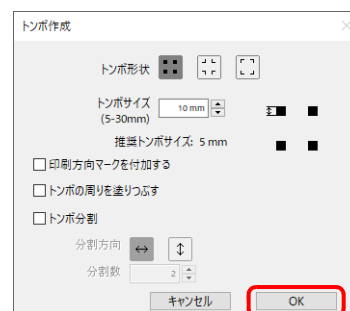 トンボ作成
トンボ形状
トンボサイズ
(5-30mm)
10 mm
推奨トンボサイズ: 5 mm
印刷方向マークを付加する
トンボの周りを塗りつぶす
トンボ分割
分割方向
分割数
2
キャンセル
OK